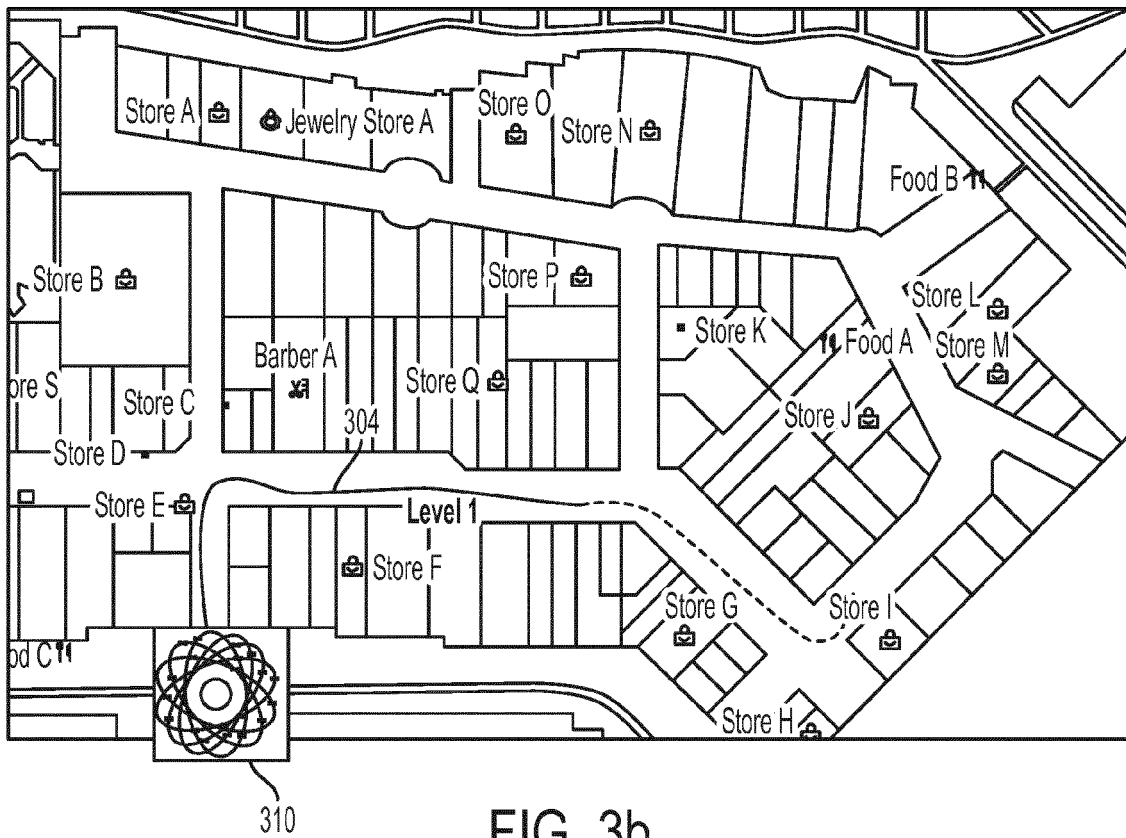 Store A
Jewelry Store A
Store O
Store N
Food B
Store B
Store P
Store L
Store K
Food A
Store M
Barber A
ore S
Store C
Store Q
Store J
304
Store D
Store E
Level 1
Store F
Store G
Store I
od C
Store H
310
FIG. 3b